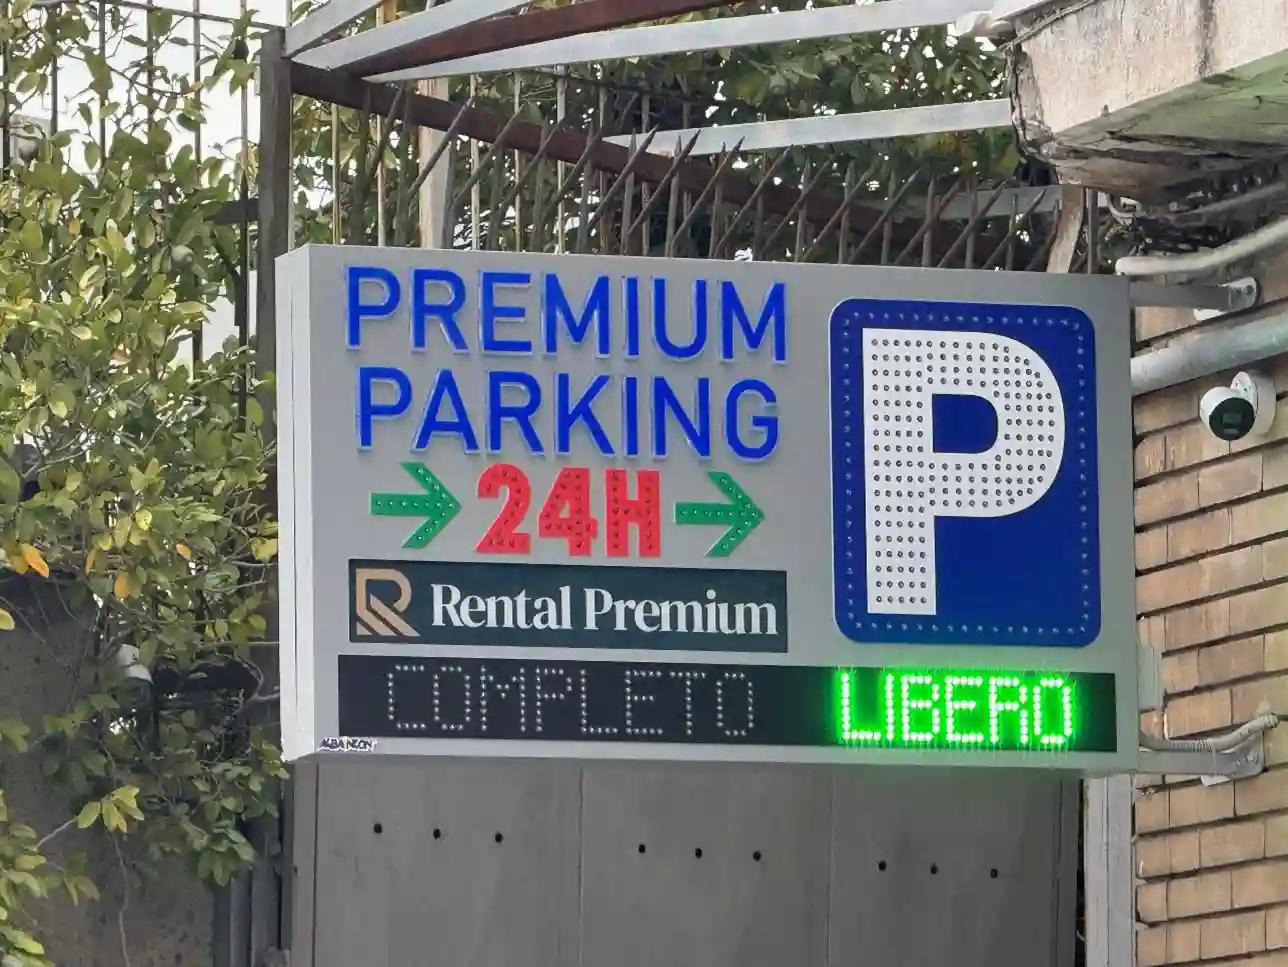 PREMIUM
PARKING
24H
P
Rental Premium
COMPLETO LIBERO